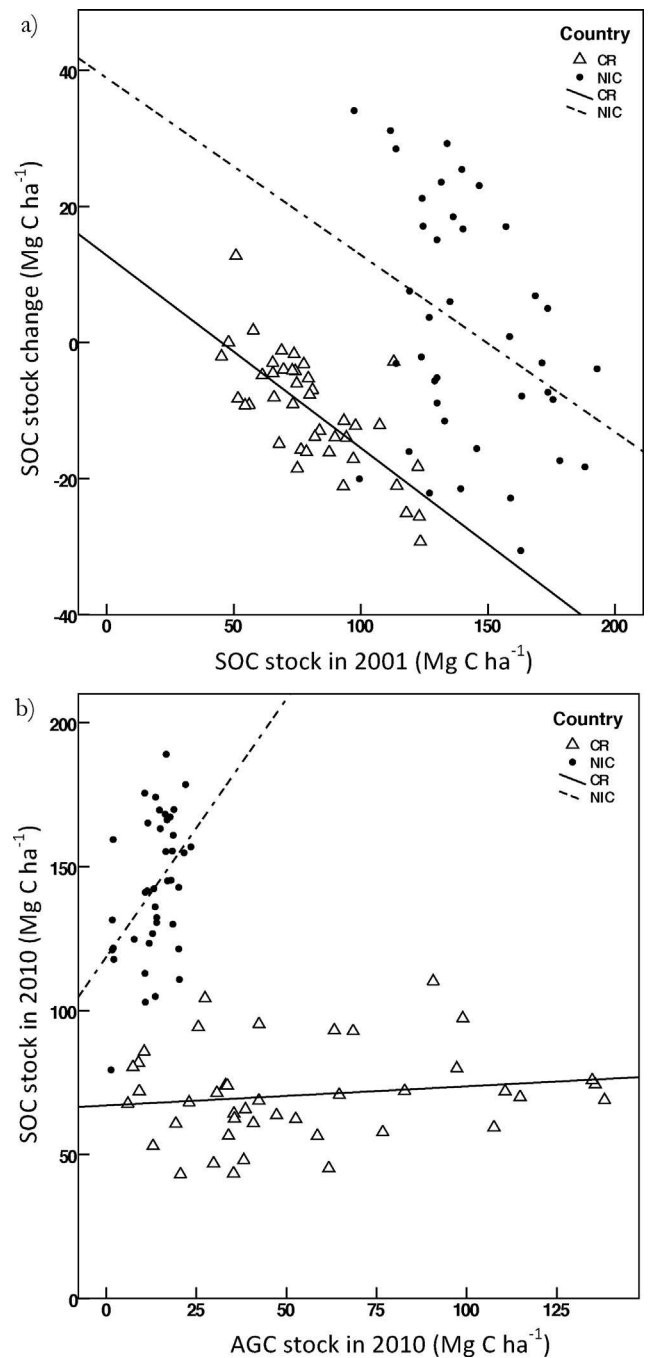 a)
Country
CR
NIC
CR
NIC
40
20
0
-20
-40
SOC stock change (Mg C ha⁻¹)
0 50 100 150 200
SOC stock in 2001 (Mg C ha⁻¹)
b)
Country
CR
NIC
CR
NIC
200
150
100
50
0
SOC stock in 2010 (Mg C ha⁻¹)
0 25 50 75 100 125
AGC stock in 2010 (Mg C ha⁻¹)